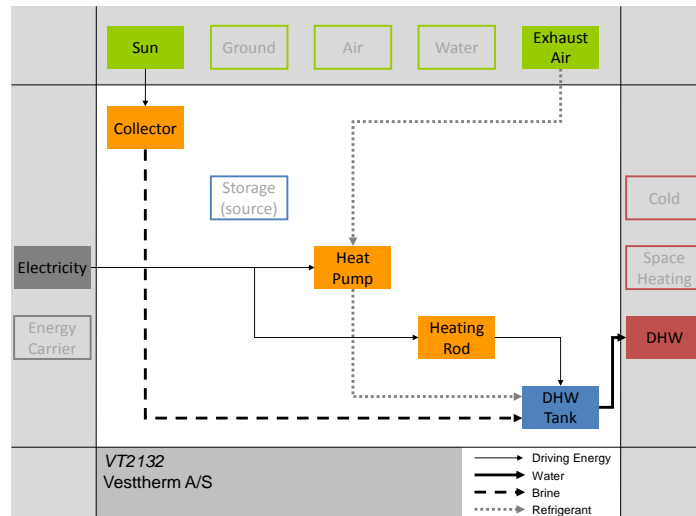 Sun
Ground
Air
Water
Exhaust
Air
Collector
Storage
(source)
Cold
Electricity
Heat
Pump
Space
Heating
Energy
Carrier
Heating
Rod
DHW
DHW
Tank
VT2132
Vesttherm A/S
Driving Energy
Water
Brine
Refrigerant